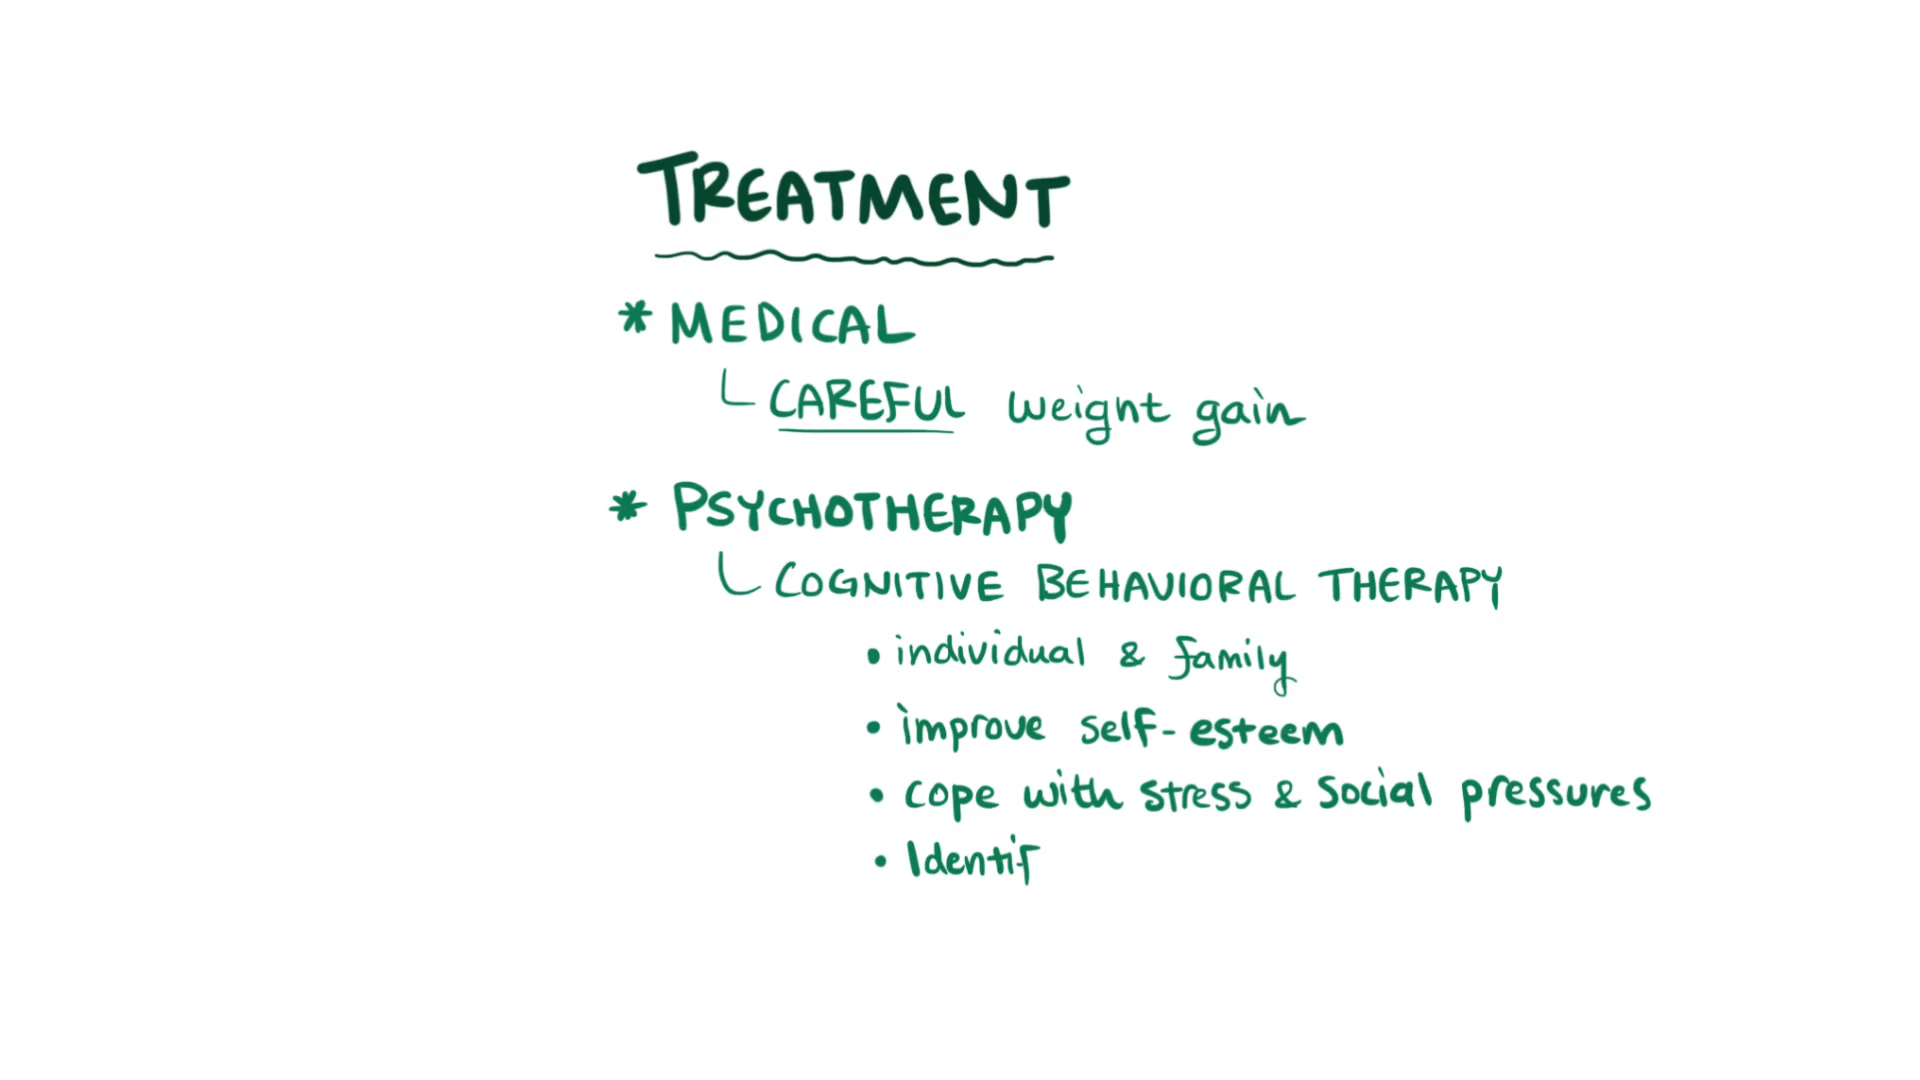 TREATMENT
* MEDICAL
CAREFUL weight gain
* PSYCHOTHERAPY
COGNITIVE BEHAVIORAL THERAPY
• individual & family
• improve self-esteem
• cope with stress & social pressures
• Identif